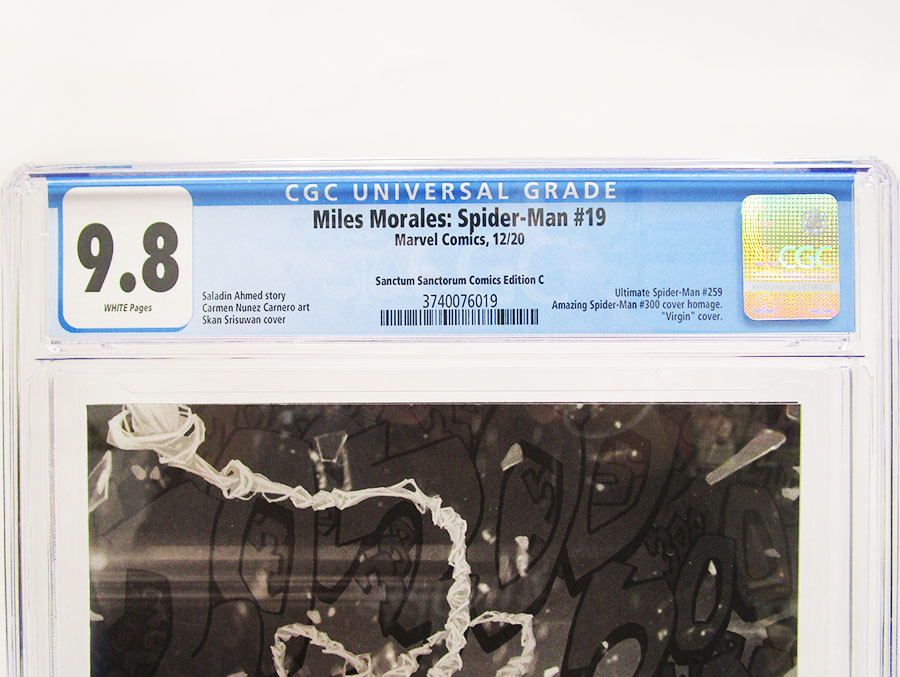 CGC UNIVERSAL GRADE
9.8
WHITE Pages
Miles Morales: Spider-Man #19
Marvel Comics, 12/20
Sanctum Sanctorum Comics Edition C
3740076019
Saladin Ahmed story
Carmen Nunez Carnero art
Skan Srisuwan cover
Ultimate Spider-Man #259
Amazing Spider-Man #300 cover homage.
"Virgin" cover.
CGC